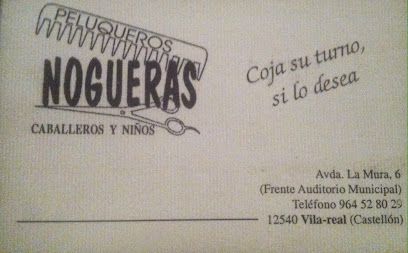 PELUQUEROS
NOGUERAS
CABALLEROS Y NIÑOS
Coja su turno,
si lo desea
Avda. La Mura, 6
(Frente Auditorio Municipal)
Teléfono 964 52 80 29
12540 Vila-real (Castellón)